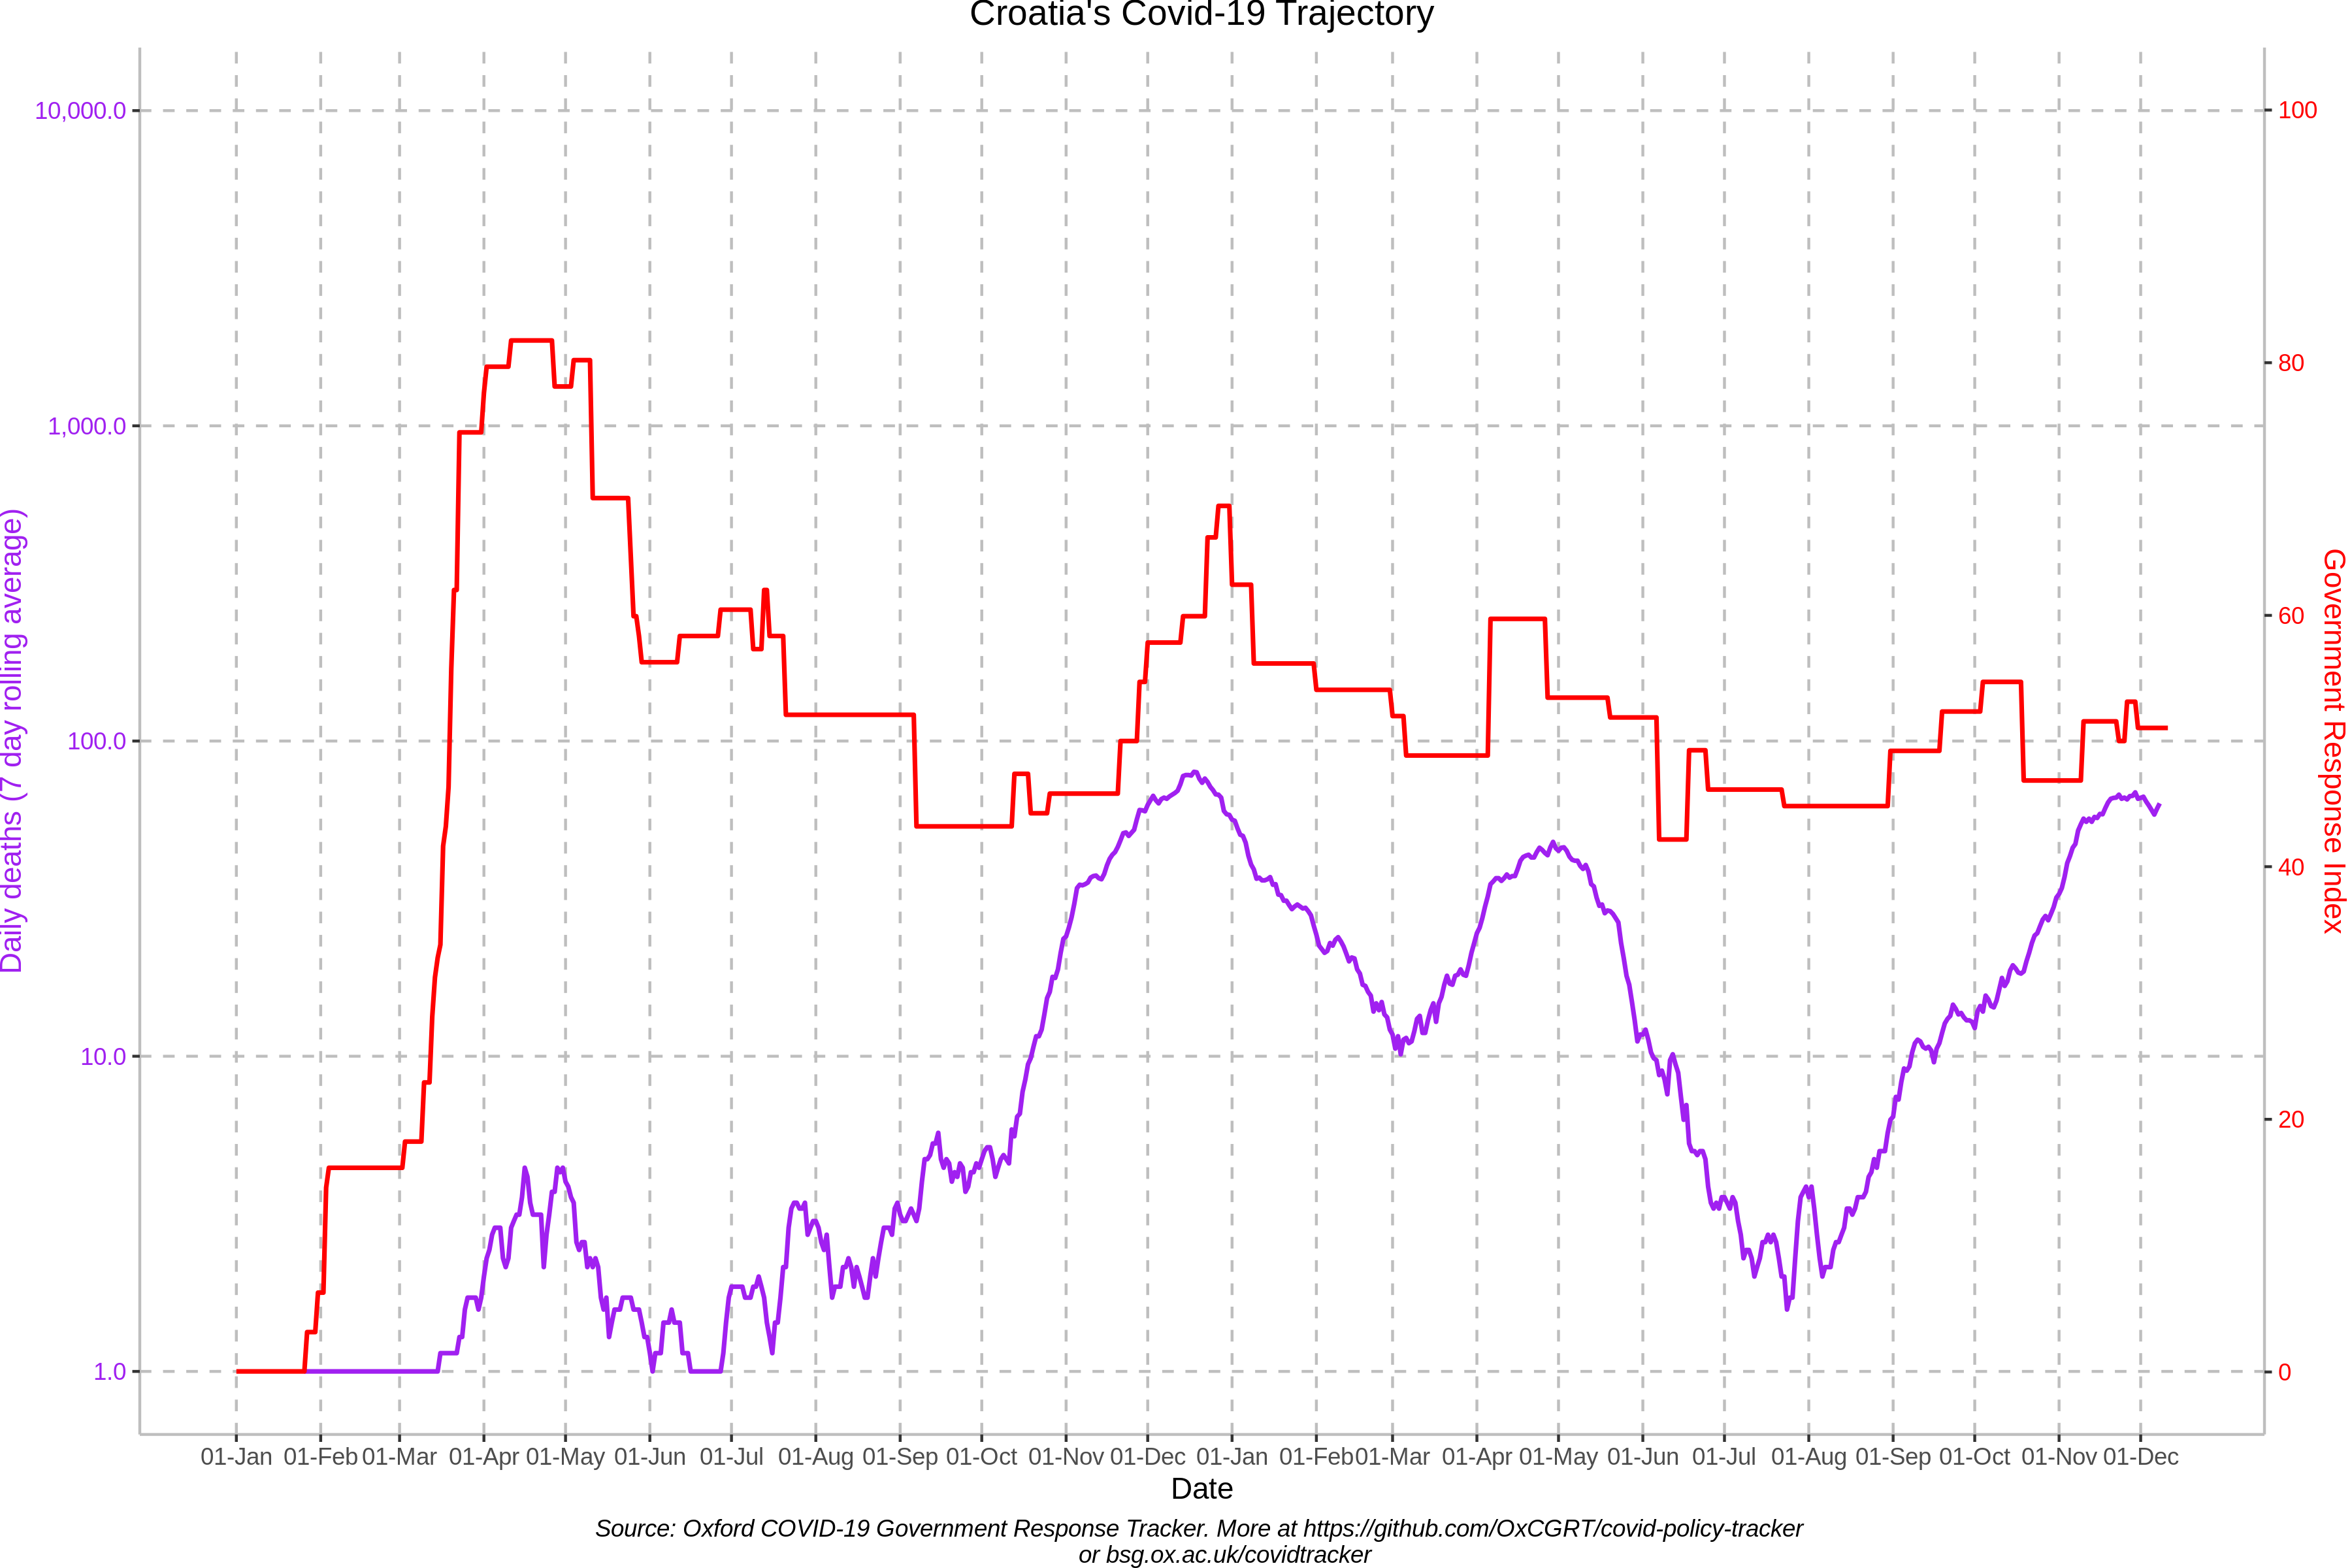 Croatia's Covid-19 Trajectory
10,000.0
1,000.0
100.0
10.0
1.0
Daily deaths (7 day rolling average)
100
80
60
40
20
0
Government Response Index
01-Jan 01-Feb 01-Mar 01-Apr 01-May 01-Jun 01-Jul 01-Aug 01-Sep 01-Oct 01-Nov 01-Dec 01-Jan 01-Feb 01-Mar 01-Apr 01-May 01-Jun 01-Jul 01-Aug 01-Sep 01-Oct 01-Nov 01-Dec
Date
Source: Oxford COVID-19 Government Response Tracker. More at https://github.com/OxCGRT/covid-policy-tracker
or bsg.ox.ac.uk/covidtracker